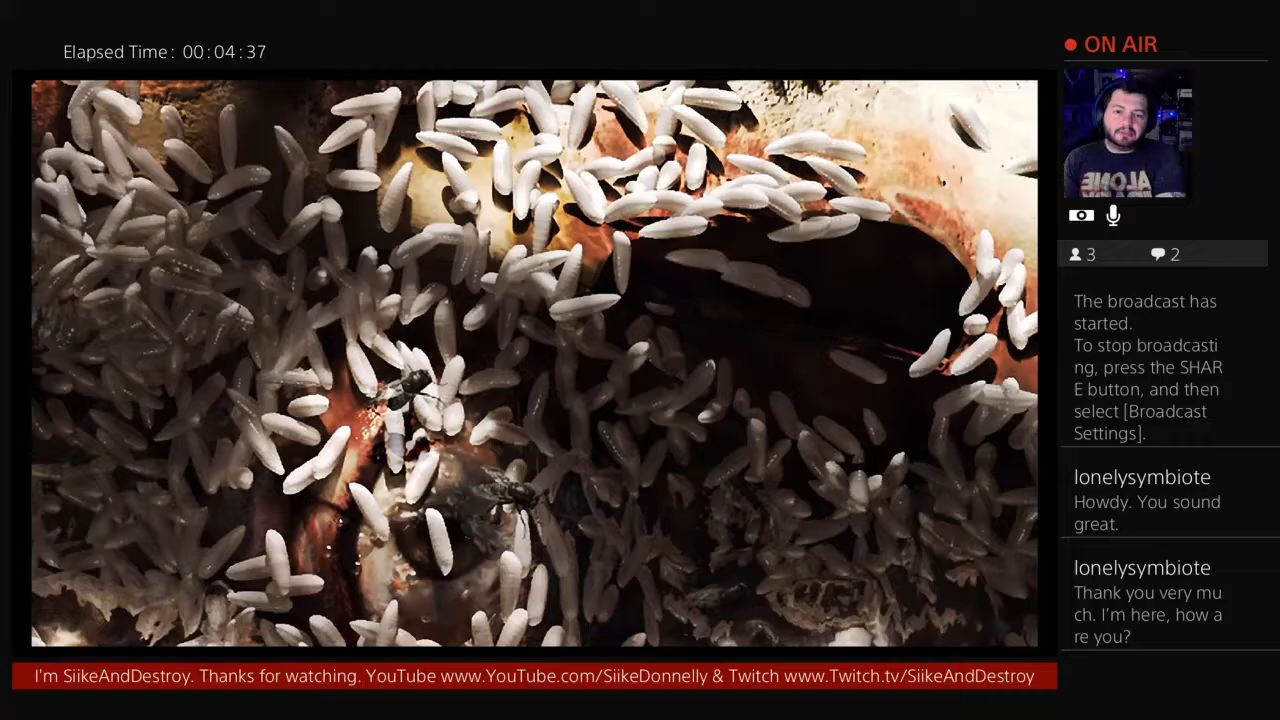 Elapsed Time: 00:04:37
ON AIR
ALONE
3 2
The broadcast has
started.
To stop broadcasti
ng, press the SHAR
E button, and then
select [Broadcast
Settings].
lonelysymbiote
Howdy. You sound
great.
lonelysymbiote
Thank you very mu
ch. I'm here, how a
re you?
I'm SiikeAndDestroy. Thanks for watching. YouTube www.YouTube.com/SiikeDonnelly & Twitch www.Twitch.tv/SiikeAndDestroy